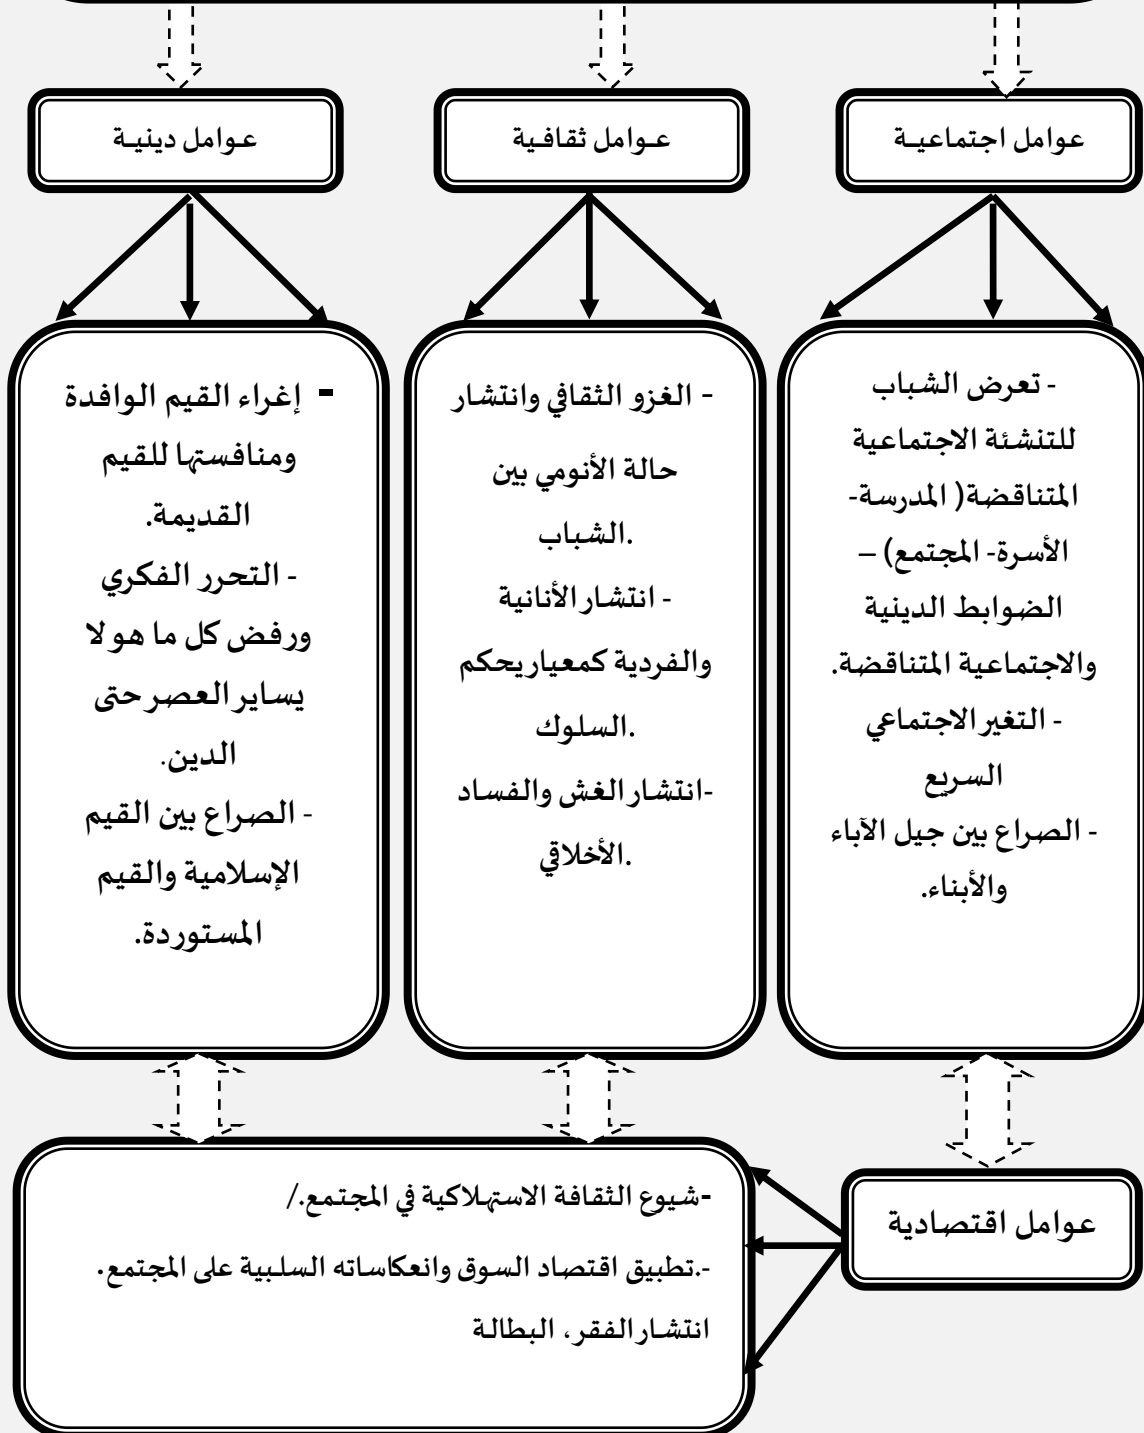 عوامل اجتماعية
عوامل ثقافية
عوامل دينية
- تعرض الشباب
للتنشئة الاجتماعية
المتناقضة( المدرسة-
الأسرة- المجتمع) –
الضوابط الدينية
والاجتماعية المتناقضة.
- التغير الاجتماعي
السريع
- الصراع بين جيل الآباء
والأبناء.
- الغزو الثقافي وانتشار
حالة الأنومي بين
.الشباب
- انتشار الأنانية
والفردية كمعيار يحكم
.السلوك
-انتشار الغش والفساد
.الأخلاقي
- إغراء القيم الوافدة
ومنافستها للقيم
القديمة.
- التحرر الفكري
ورفض كل ما هو لا
يساير العصر حتى
الدين.
- الصراع بين القيم
الإسلامية والقيم
المستوردة.
عوامل اقتصادية
-شيوع الثقافة الاستهلاكية في المجتمع./
-.تطبيق اقتصاد السوق وانعكاساته السلبية على المجتمع.
انتشار الفقر، البطالة